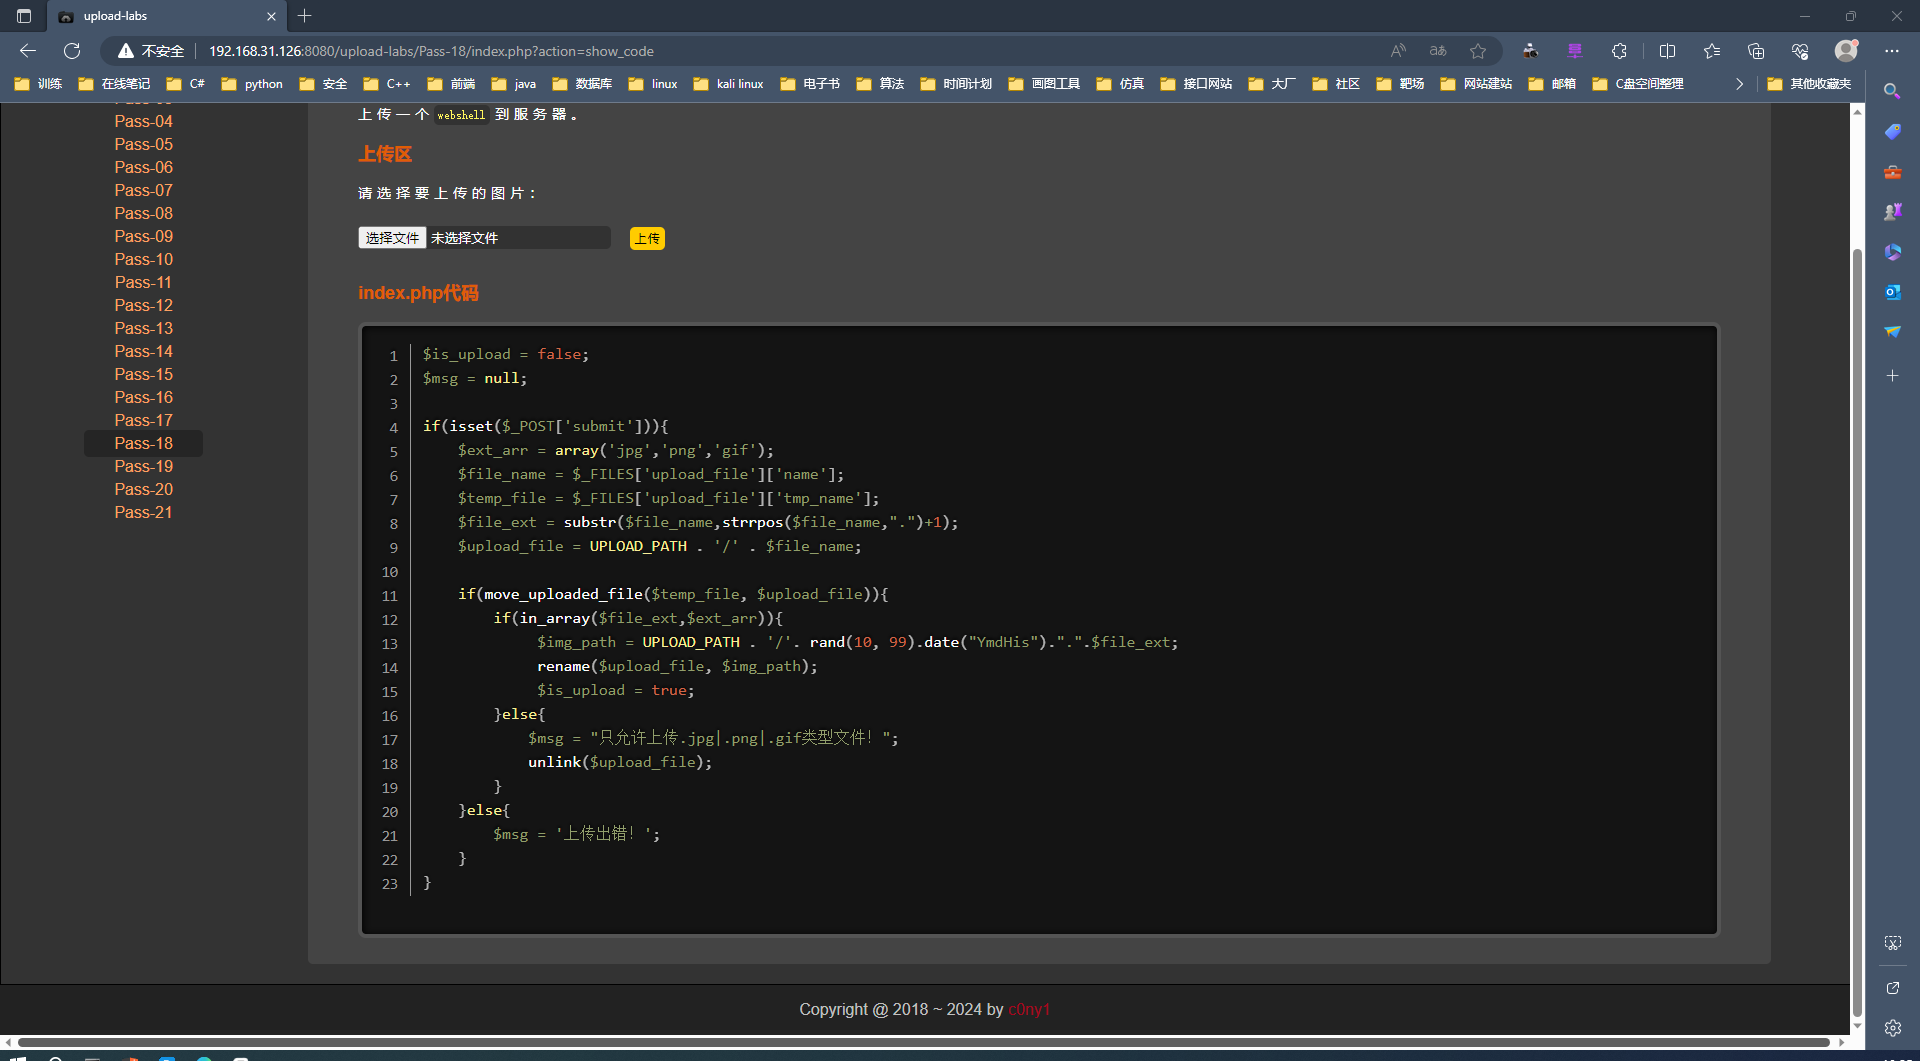 upload-labs
不安全 192.168.31.126:8080/upload-labs/Pass-18/index.php?action=show_code
训练 在线笔记 C# python 安全 C++ 前端 java 数据库 linux kali linux 电子书 算法 时间计划 画图工具 仿真 接口网站 大厂 社区 靶场 网站建站 邮箱 C盘空间整理 其他收藏夹
Pass-04
Pass-05
Pass-06
Pass-07
Pass-08
Pass-09
Pass-10
Pass-11
Pass-12
Pass-13
Pass-14
Pass-15
Pass-16
Pass-17
Pass-18
Pass-19
Pass-20
Pass-21
上传一个 webshell 到服务器。
上传区
请选择要上传的图片：
选择文件 未选择文件 上传
index.php代码
1 $is_upload = false;
2 $msg = null;
3
4 if(isset($_POST['submit'])){
5     $ext_arr = array('jpg','png','gif');
6     $file_name = $_FILES['upload_file']['name'];
7     $temp_file = $_FILES['upload_file']['tmp_name'];
8     $file_ext = substr($file_name,strrpos($file_name,".")+1);
9     $upload_file = UPLOAD_PATH . '/' . $file_name;
10
11     if(move_uploaded_file($temp_file, $upload_file)){
12         if(in_array($file_ext,$ext_arr)){
13              $img_path = UPLOAD_PATH . '/'. rand(10, 99).date("YmdHis").".".$file_ext;
14              rename($upload_file, $img_path);
15              $is_upload = true;
16         }else{
17             $msg = "只允许上传.jpg|.png|.gif类型文件！";
18             unlink($upload_file);
19         }
20     }else{
21         $msg = '上传出错！';
22     }
23 }
Copyright @ 2018 ~ 2024 by c0ny1